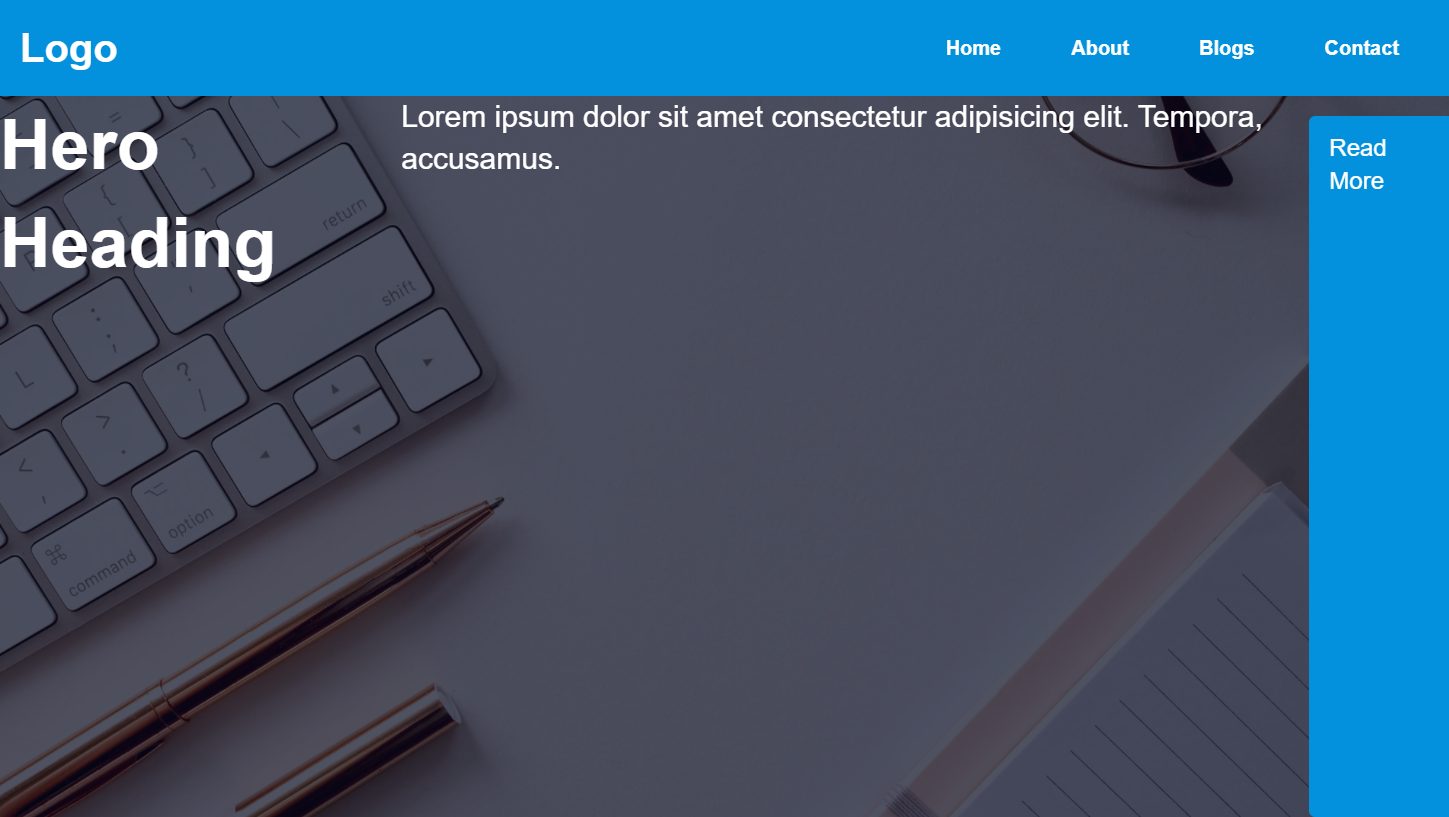 Logo
Home About Blogs Contact
Hero
Heading
Lorem ipsum dolor sit amet consectetur adipisicing elit. Tempora,
accusamus.
Read
More
return
shift
option
command